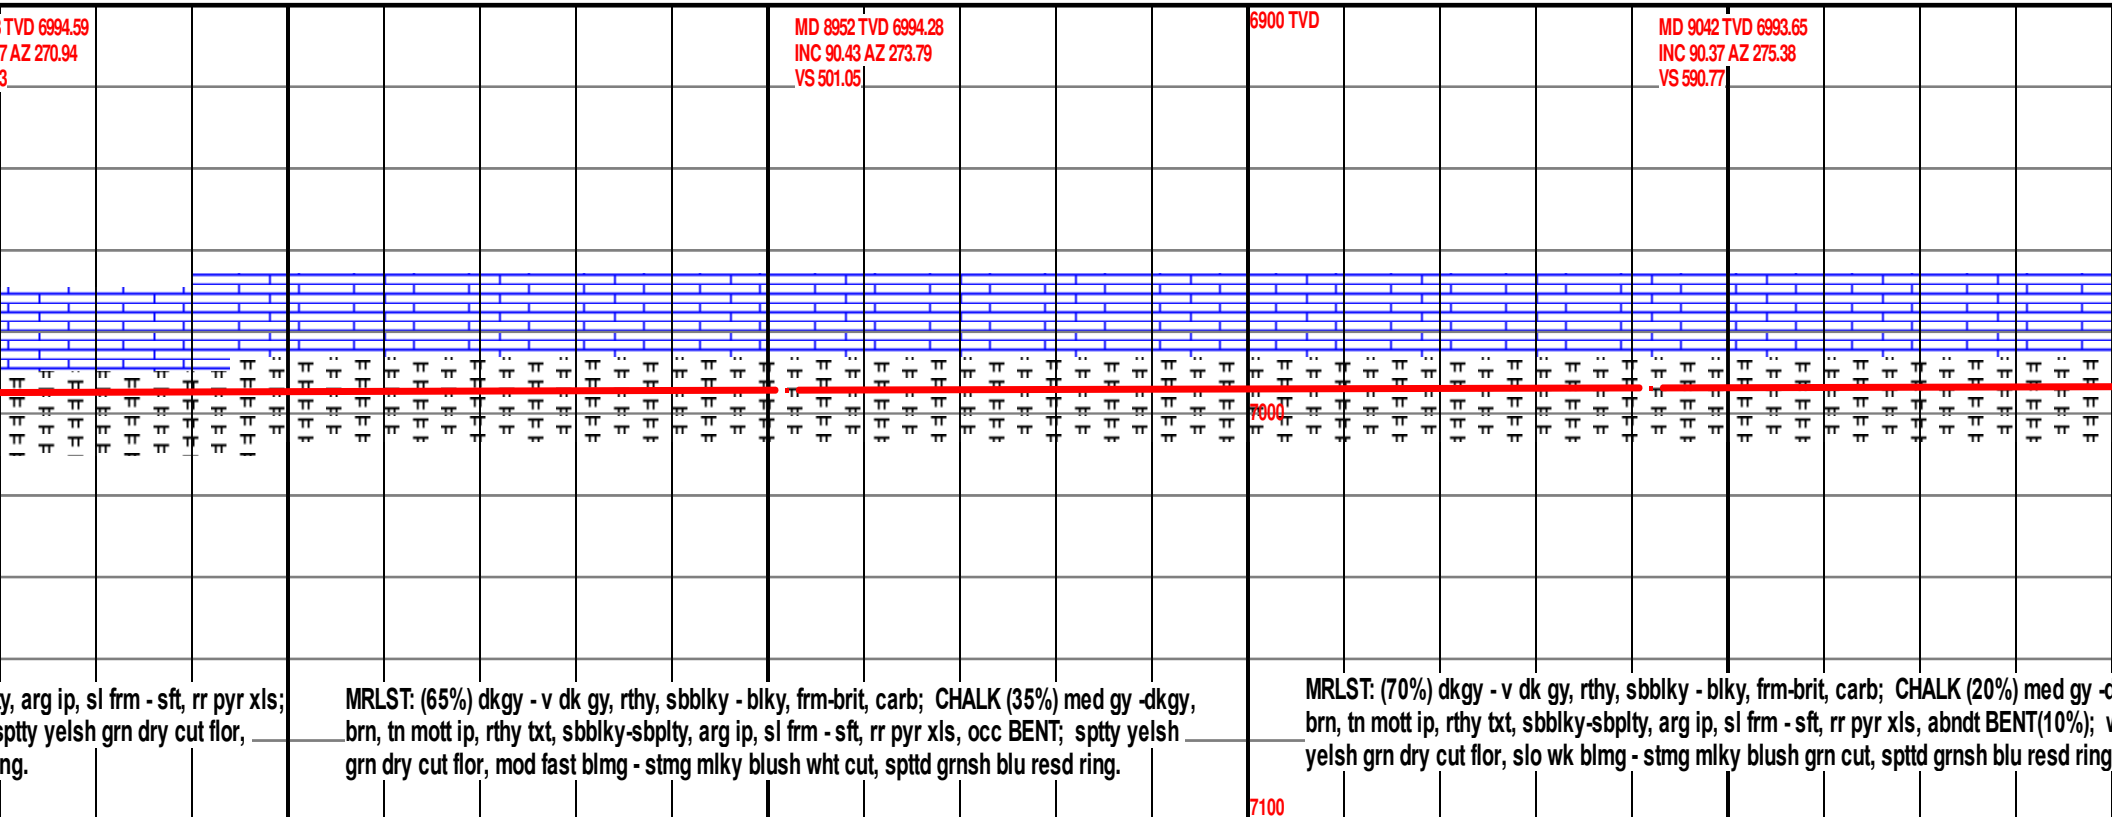 TVD 6994.59
7 AZ 270.94
3
MD 8952 TVD 6994.28
INC 90.43 AZ 273.79
VS 501.05
6900 TVD
MD 9042 TVD 6993.65
INC 90.37 AZ 275.38
VS 590.77
7000
y, arg ip, sl frm - sft, rr pyr xls;
sptty yelsh grn dry cut flor,
ng.
MRLST: (65%) dkgy - v dk gy, rthy, sbblky - blky, frm-brit, carb; CHALK (35%) med gy -dkgy,
brn, tn mott ip, rthy txt, sbblky-sbplty, arg ip, sl frm - sft, rr pyr xls, occ BENT; sptty yelsh
grn dry cut flor, mod fast blmg - stmg mlky blush wht cut, spttd grnsh blu resd ring.
MRLST: (70%) dkgy - v dk gy, rthy, sbblky - blky, frm-brit, carb; CHALK (20%) med gy -d
brn, tn mott ip, rthy txt, sbblky-sbplty, arg ip, sl frm - sft, rr pyr xls, abndt BENT(10%);
yelsh grn dry cut flor, slo wk blmg - stmg mlky blush grn cut, spttd grnsh blu resd ring
7100